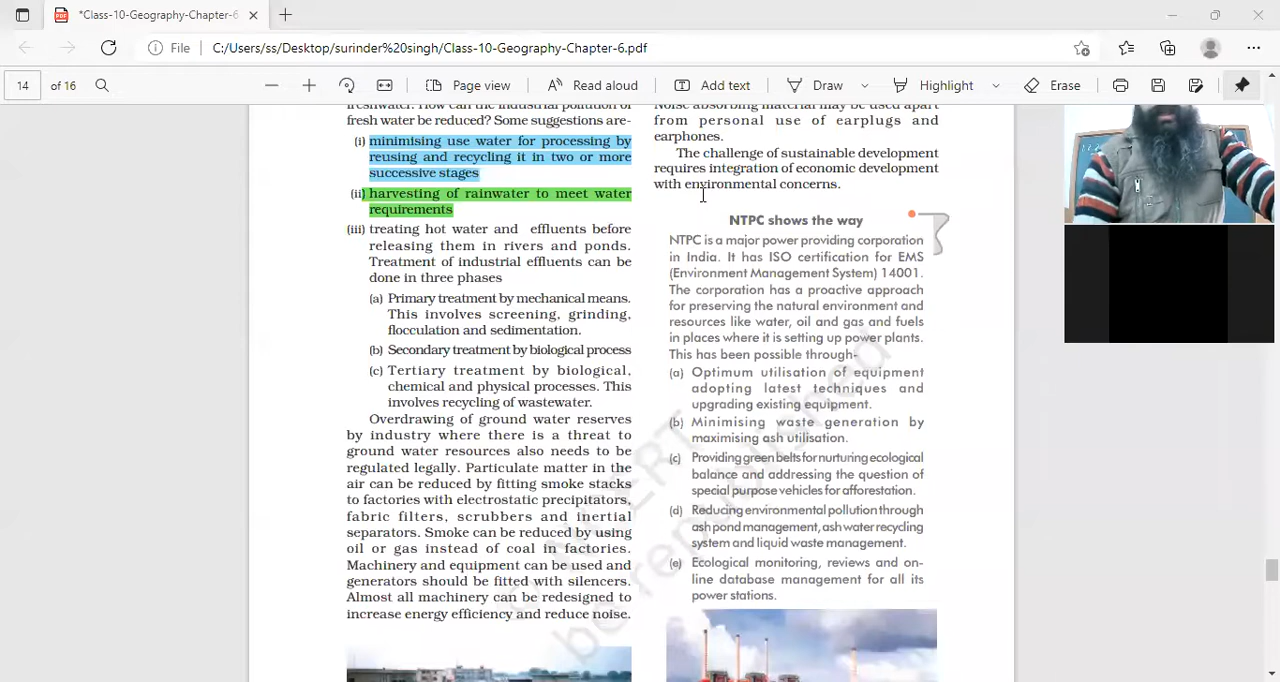 *Class-10-Geography-Chapter-6
File
C:/Users/ss/Desktop/surinder%20singh/Class-10-Geography-Chapter-6.pdf
14
of 16
Page view
Read aloud
Add text
Draw
Highlight
Erase
freshwater. How can the industrial pollution of
fresh water be reduced? Some suggestions are-
(i) minimising use water for processing by
reusing and recycling it in two or more
successive stages
(ii) harvesting of rainwater to meet water
requirements
(iii) treating hot water and effluents before
releasing them in rivers and ponds.
Treatment of industrial effluents can be
done in three phases
(a) Primary treatment by mechanical means.
This involves screening, grinding,
flocculation and sedimentation.
(b) Secondary treatment by biological process
(c) Tertiary treatment by biological,
chemical and physical processes. This
involves recycling of wastewater.
Overdrawing of ground water reserves
by industry where there is a threat to
ground water resources also needs to be
regulated legally. Particulate matter in the
air can be reduced by fitting smoke stacks
to factories with electrostatic precipitators,
fabric filters, scrubbers and inertial
separators. Smoke can be reduced by using
oil or gas instead of coal in factories.
Machinery and equipment can be used and
generators should be fitted with silencers.
Almost all machinery can be redesigned to
increase energy efficiency and reduce noise.
Noise absorbing material may be used apart
from personal use of earplugs and
earphones.
The challenge of sustainable development
requires integration of economic development
with environmental concerns.
NTPC shows the way
NTPC is a major power providing corporation
in India. It has ISO certification for EMS
(Environment Management System) 14001.
The corporation has a proactive approach
for preserving the natural environment and
resources like water, oil and gas and fuels
in places where it is setting up power plants.
This has been possible through-
(a) Optimum utilisation of equipment
adopting latest techniques and
upgrading existing equipment.
(b) Minimising waste generation by
maximising ash utilisation.
(c) Providing green belts for nurturing ecological
balance and addressing the question of
special purpose vehicles for afforestation.
(d) Reducing environmental pollution through
ash pond management, ash water recycling
system and liquid waste management.
(e) Ecological monitoring, reviews and on-
line database management for all its
power stations.
© NCERT
be republished